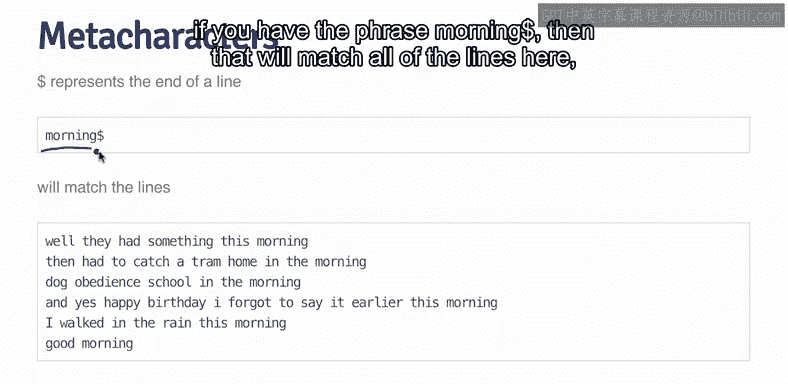 Metacharacters
if you have the phrase morning$, then
that will match all of the lines here,
$ represents the end of a line
morning$
will match the lines
well they had something this morning
then had to catch a tram home in the morning
dog obedience school in the morning
and yes happy birthday i forgot to say it earlier this morning
I walked in the rain this morning
good morning